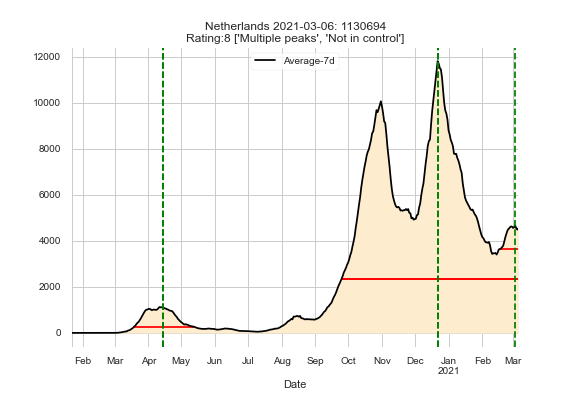 Netherlands 2021-03-06: 1130694
Rating:8 ['Multiple peaks', 'Not in control']
Average-7d
12000
10000
8000
6000
4000
2000
0
Feb Mar Apr May Jun Jul Aug Sep Oct Nov Dec Jan Feb Mar
2021
Date